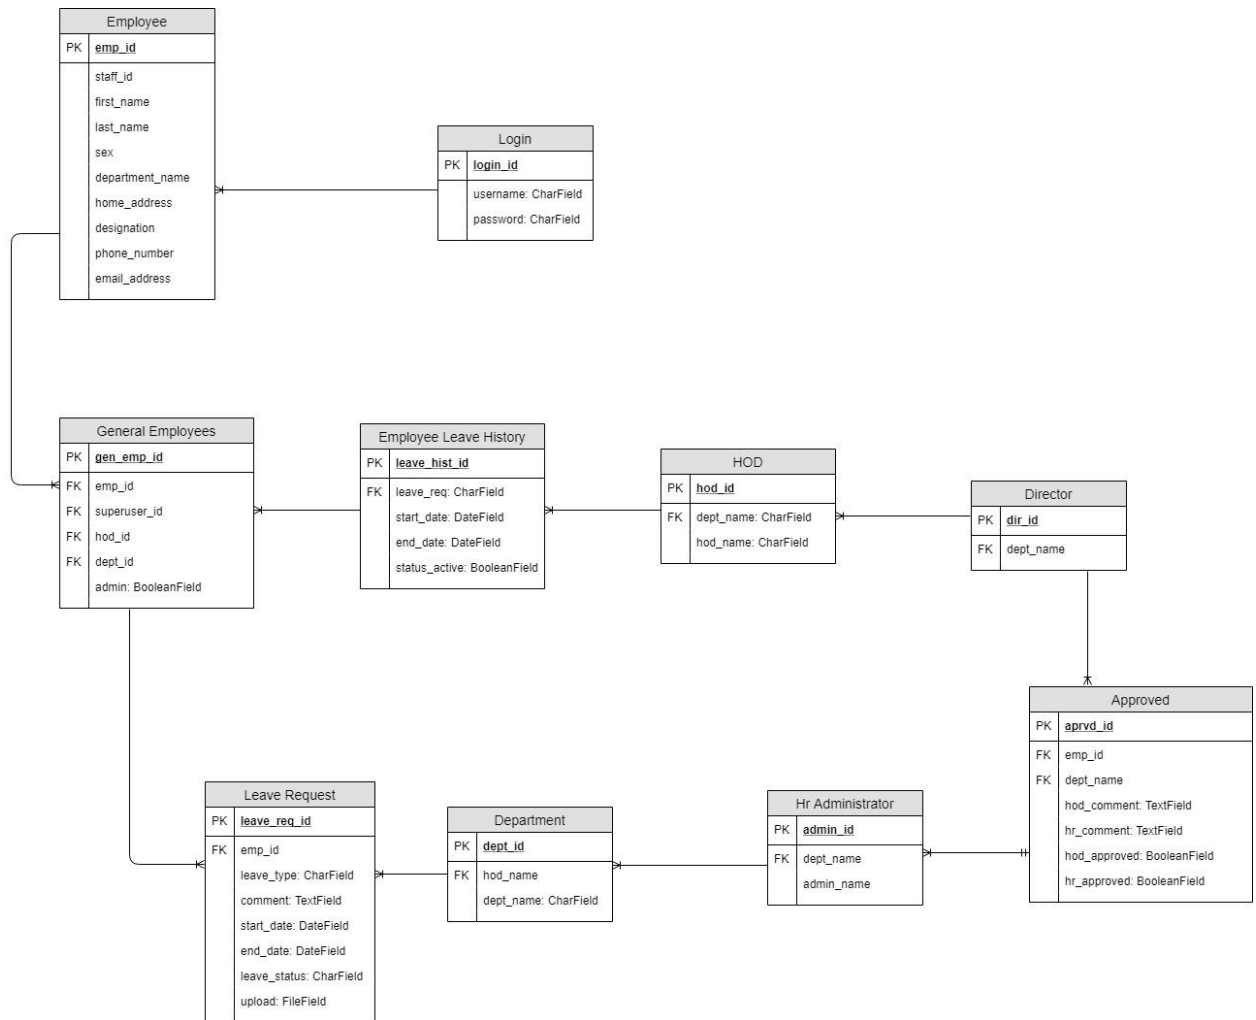 Employee
PK emp_id
staff_id
first_name
last_name
sex
department_name
home_address
designation
phone_number
email_address
Login
PK login_id
username: CharField
password: CharField
General Employees
PK gen_emp_id
FK emp_id
FK superuser_id
FK hod_id
FK dept_id
admin: BooleanField
Employee Leave History
PK leave_hist_id
FK leave_req: CharField
start_date: DateField
end_date: DateField
status_active: BooleanField
HOD
PK hod_id
FK dept_name: CharField
hod_name: CharField
Director
PK dir_id
FK dept_name
Approved
PK aprvd_id
FK emp_id
FK dept_name
hod_comment: TextField
hr_comment: TextField
hod_approved: BooleanField
hr_approved: BooleanField
Leave Request
PK leave_req_id
FK emp_id
leave_type: CharField
comment: TextField
start_date: DateField
end_date: DateField
leave_status: CharField
upload: FileField
Department
PK dept_id
FK hod_name
dept_name: CharField
Hr Administrator
PK admin_id
FK dept_name
admin_name